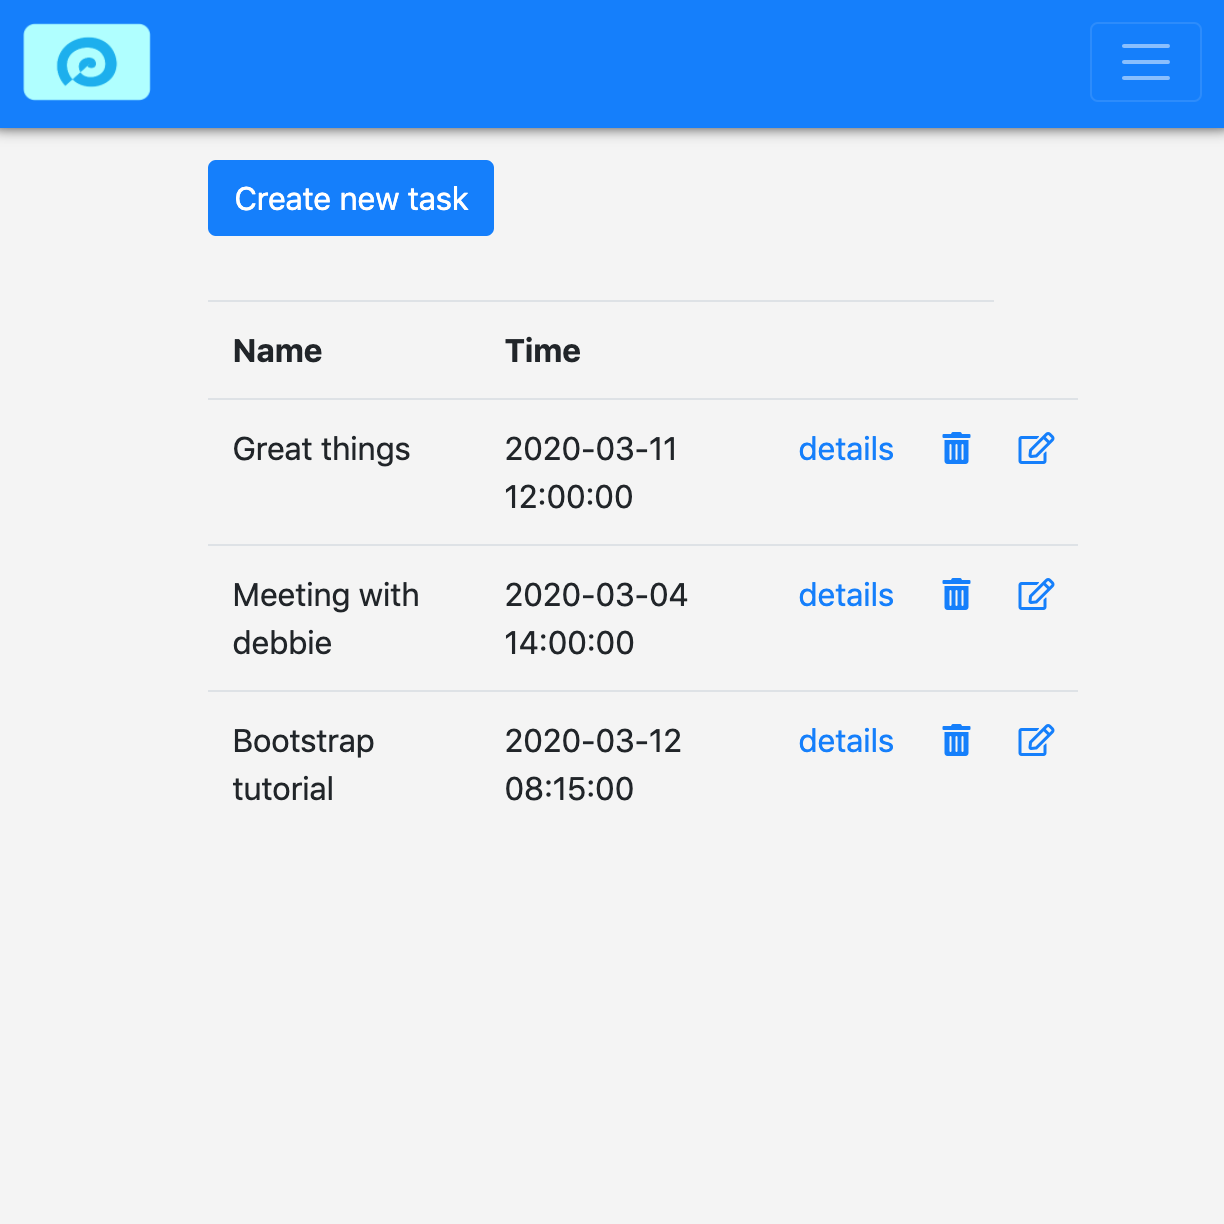 Create new task
Name Time
Great things 2020-03-11 details
12:00:00
Meeting with 2020-03-04 details
debbie 14:00:00
Bootstrap 2020-03-12 details
tutorial 08:15:00